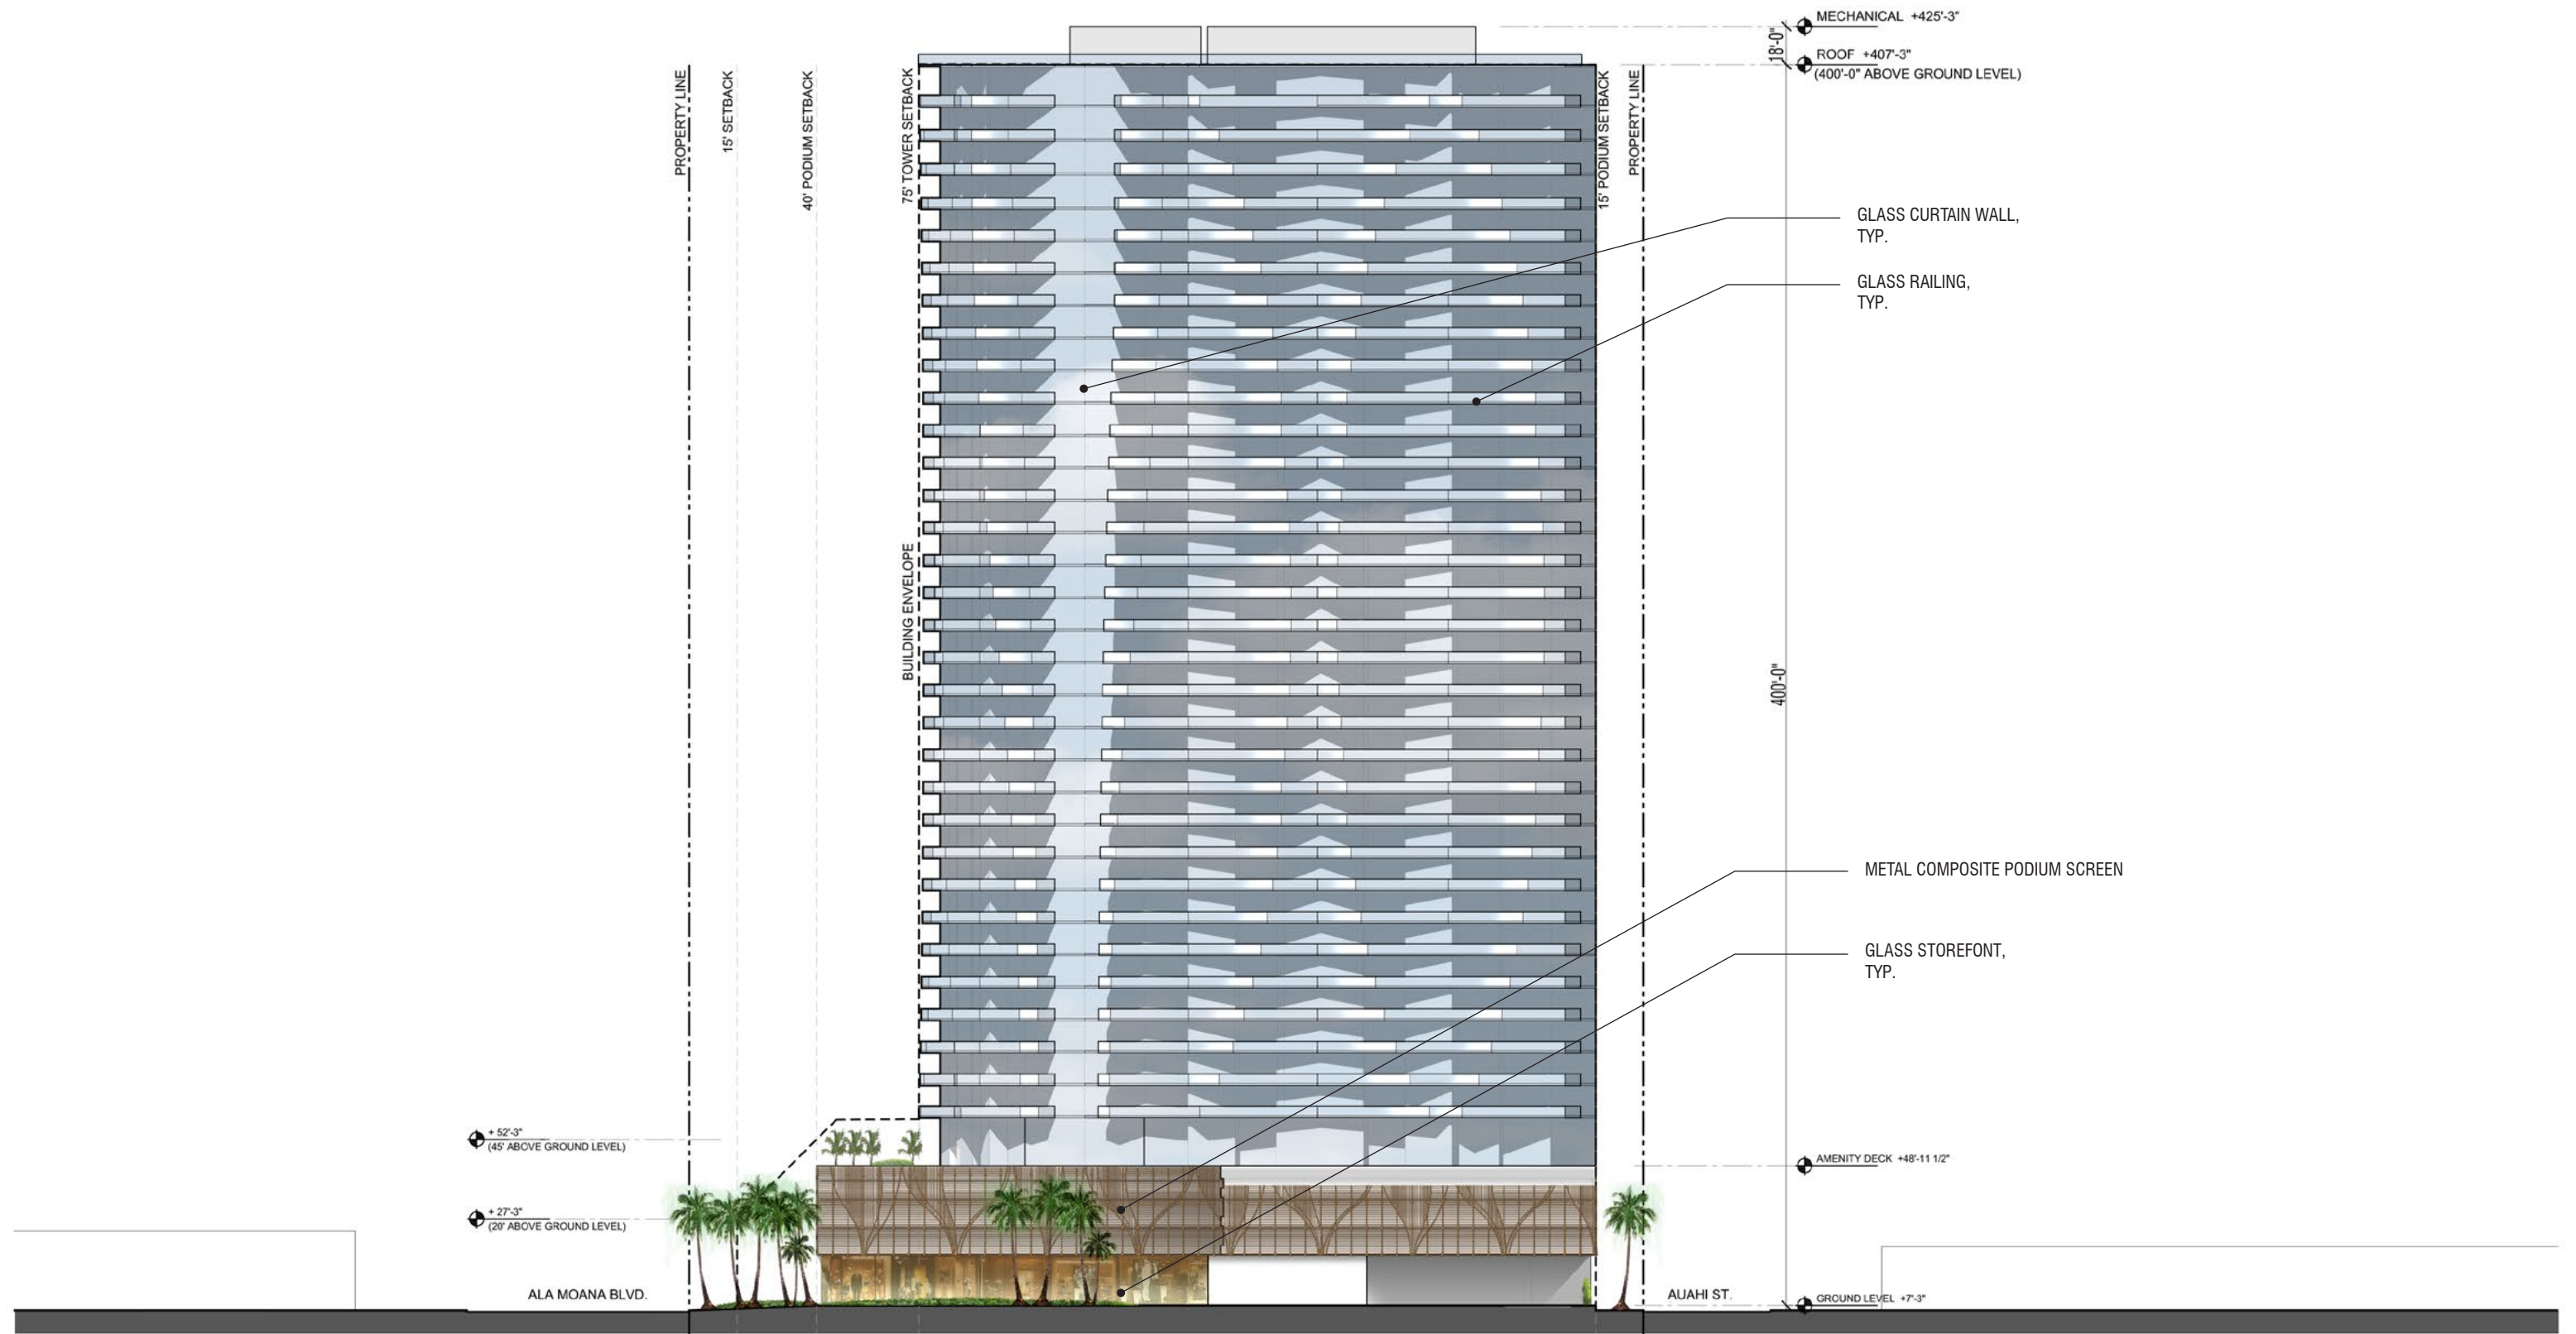 MECHANICAL +425'-3"
18'-0"
ROOF +407'-3"
(400'-0" ABOVE GROUND LEVEL)
PROPERTY LINE
15' SETBACK
40' PODIUM SETBACK
75' TOWER SETBACK
15' PODIUM SETBACK
PROPERTY LINE
GLASS CURTAIN WALL,
TYP.
GLASS RAILING,
TYP.
BUILDING ENVELOPE
400'-0"
METAL COMPOSITE PODIUM SCREEN
GLASS STOREFONT,
TYP.
+ 52'-3"
(45' ABOVE GROUND LEVEL)
AMENITY DECK +48'-11 1/2"
+ 27'-3"
(20' ABOVE GROUND LEVEL)
ALA MOANA BLVD.
AUAHI ST.
GROUND LEVEL +7'-3"